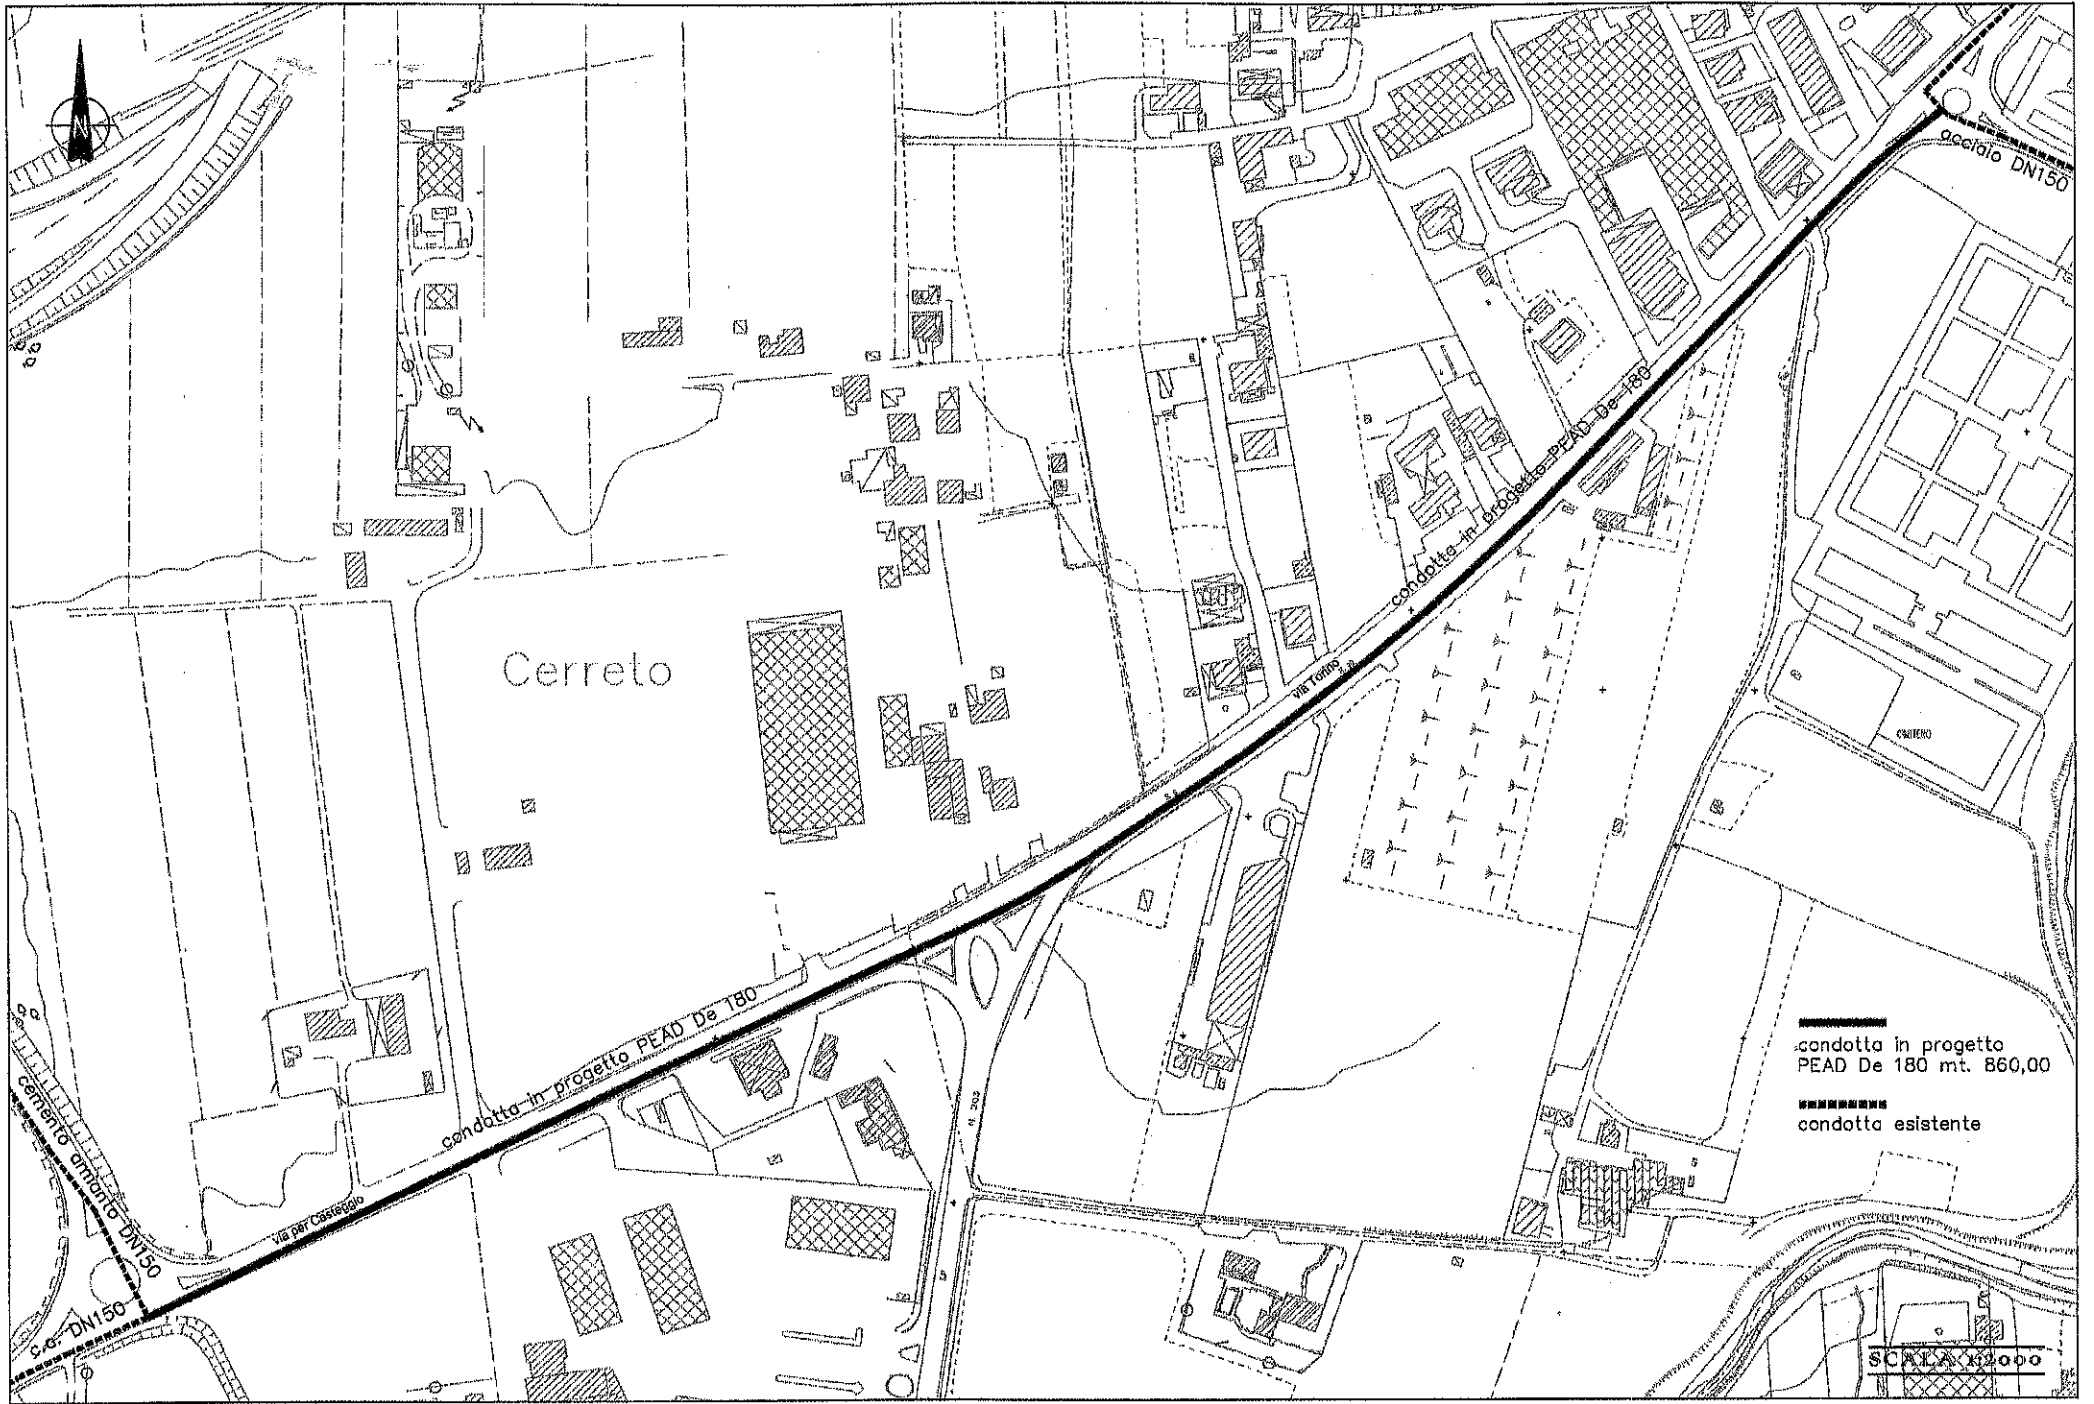 N
acciaio DN150
condotta in progetto PEAD De 180
Cerreto
via Torino
CIMITERO
condotta in progetto PEAD De 180
condotta in progetto
PEAD De 180 mt. 860,00
condotta esistente
N. 203
cemento amianto DN150
via per Casteggio
c.a. DN150
SCALA 1:2000